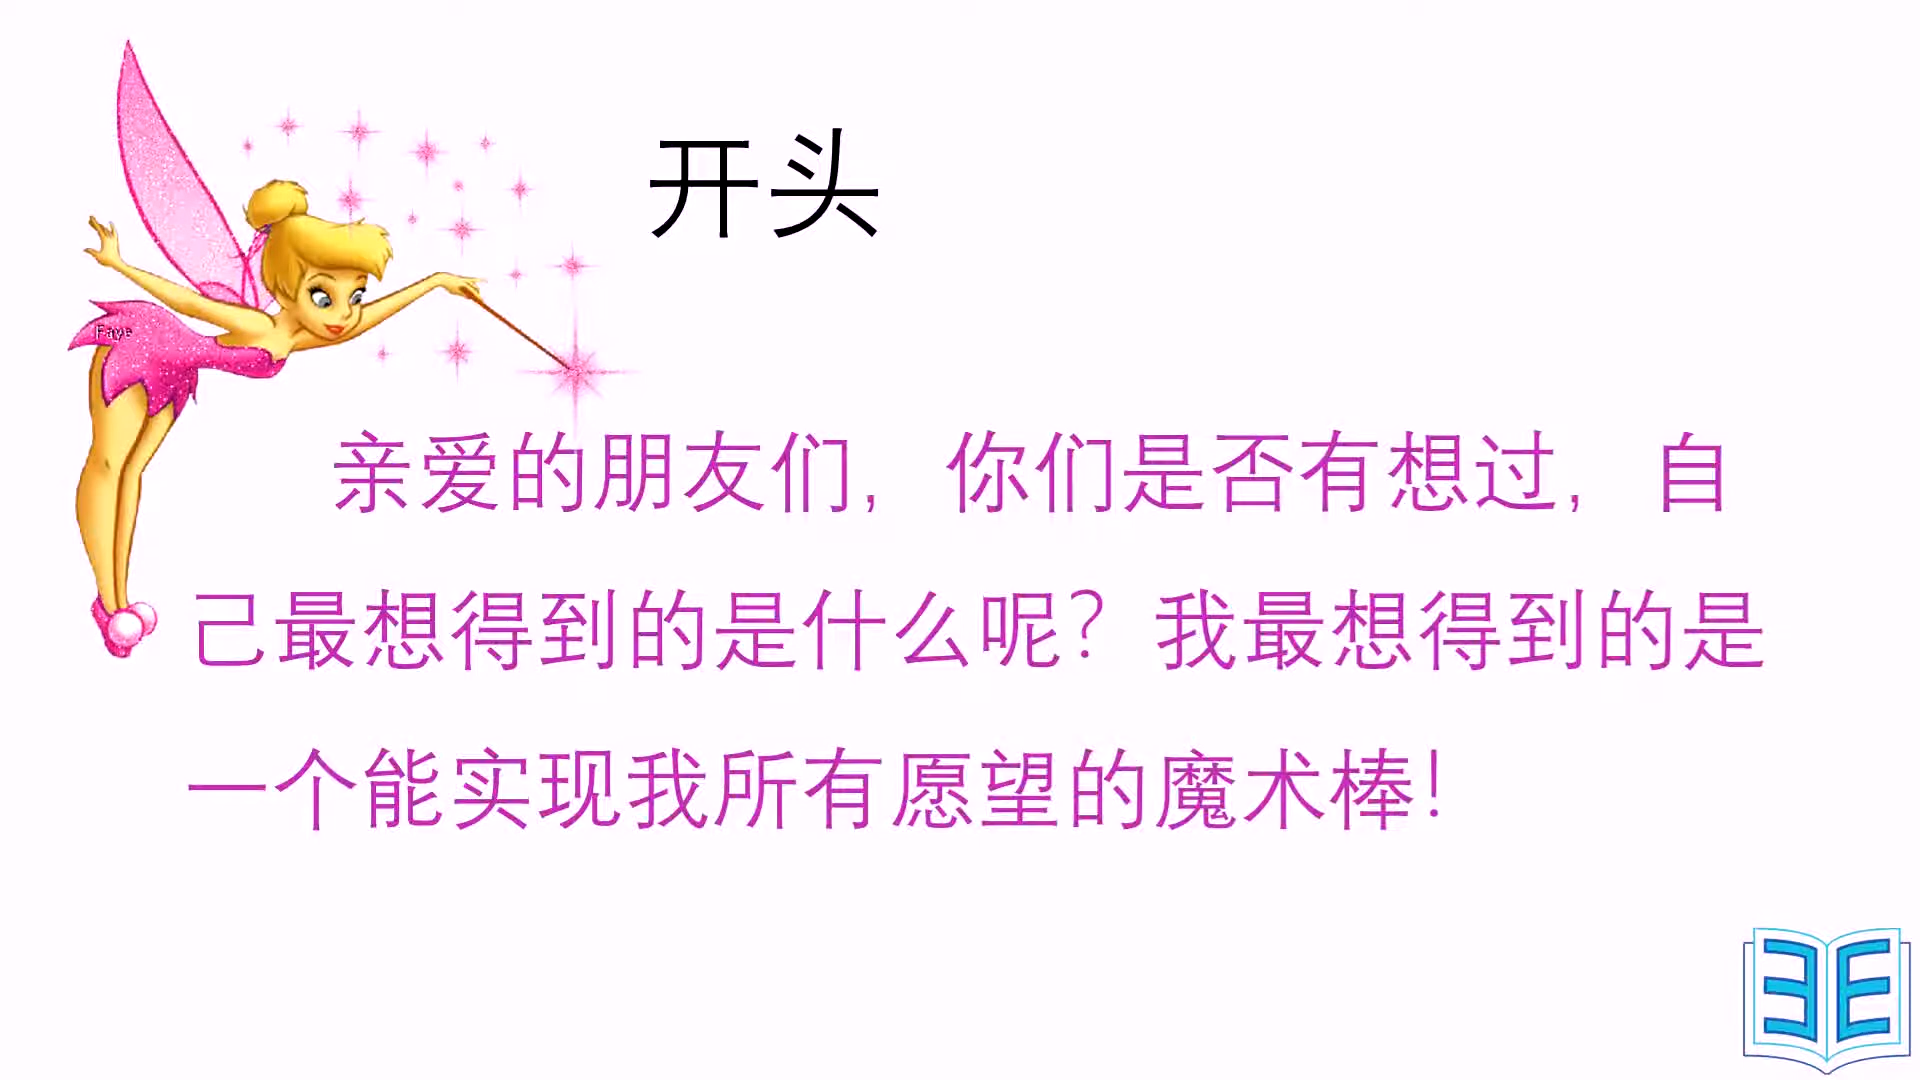 开头
Faye
亲爱的朋友们，你们是否有想过，自
己最想得到的是什么呢？我最想得到的是
一个能实现我所有愿望的魔术棒！